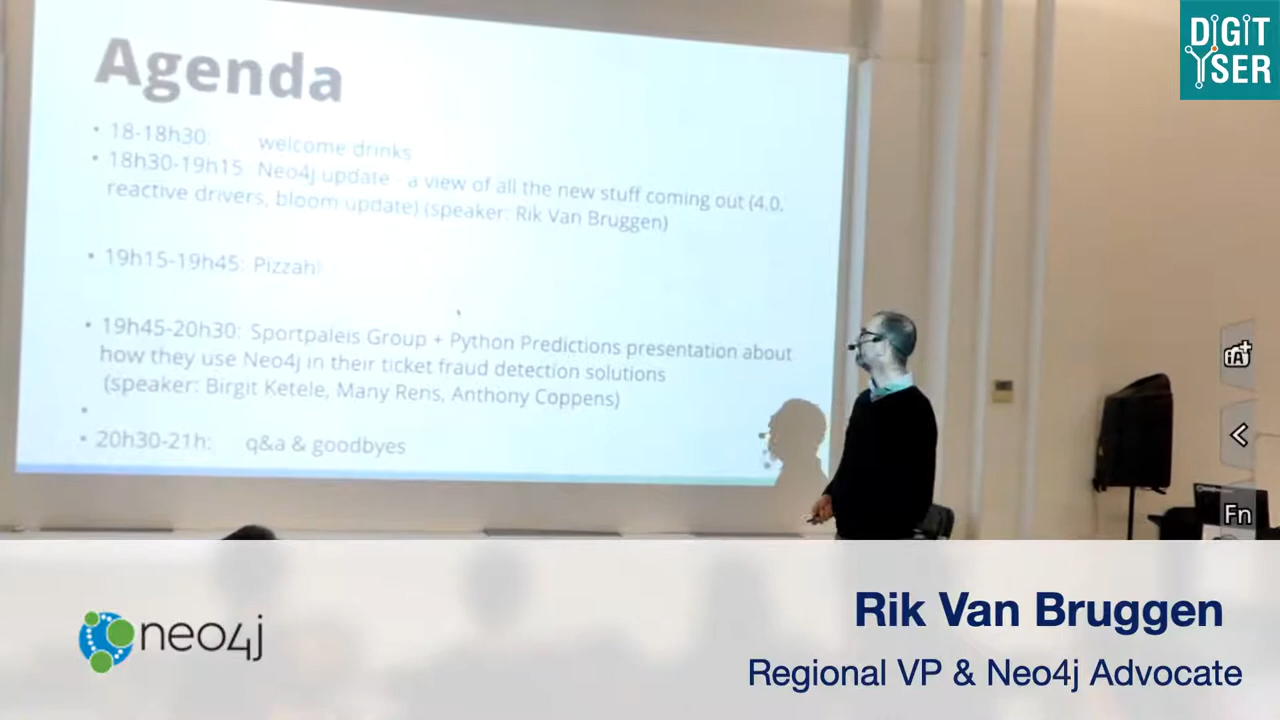 DIGIT
YSER
Agenda
• 18-18h30: welcome drinks
• 18h30-19h15 Neo4j update - a view of all the new stuff coming out (4.0,
reactive drivers, bloom update) (speaker: Rik Van Bruggen)
• 19h15-19h45: Pizzah!
• 19h45-20h30: Sportpaleis Group + Python Predictions presentation about
how they use Neo4j in their ticket fraud detection solutions
(speaker: Birgit Ketele, Many Rens, Anthony Coppens)
•
• 20h30-21h: q&a & goodbyes
iA+
<
Fn
neo4j
Rik Van Bruggen
Regional VP & Neo4j Advocate